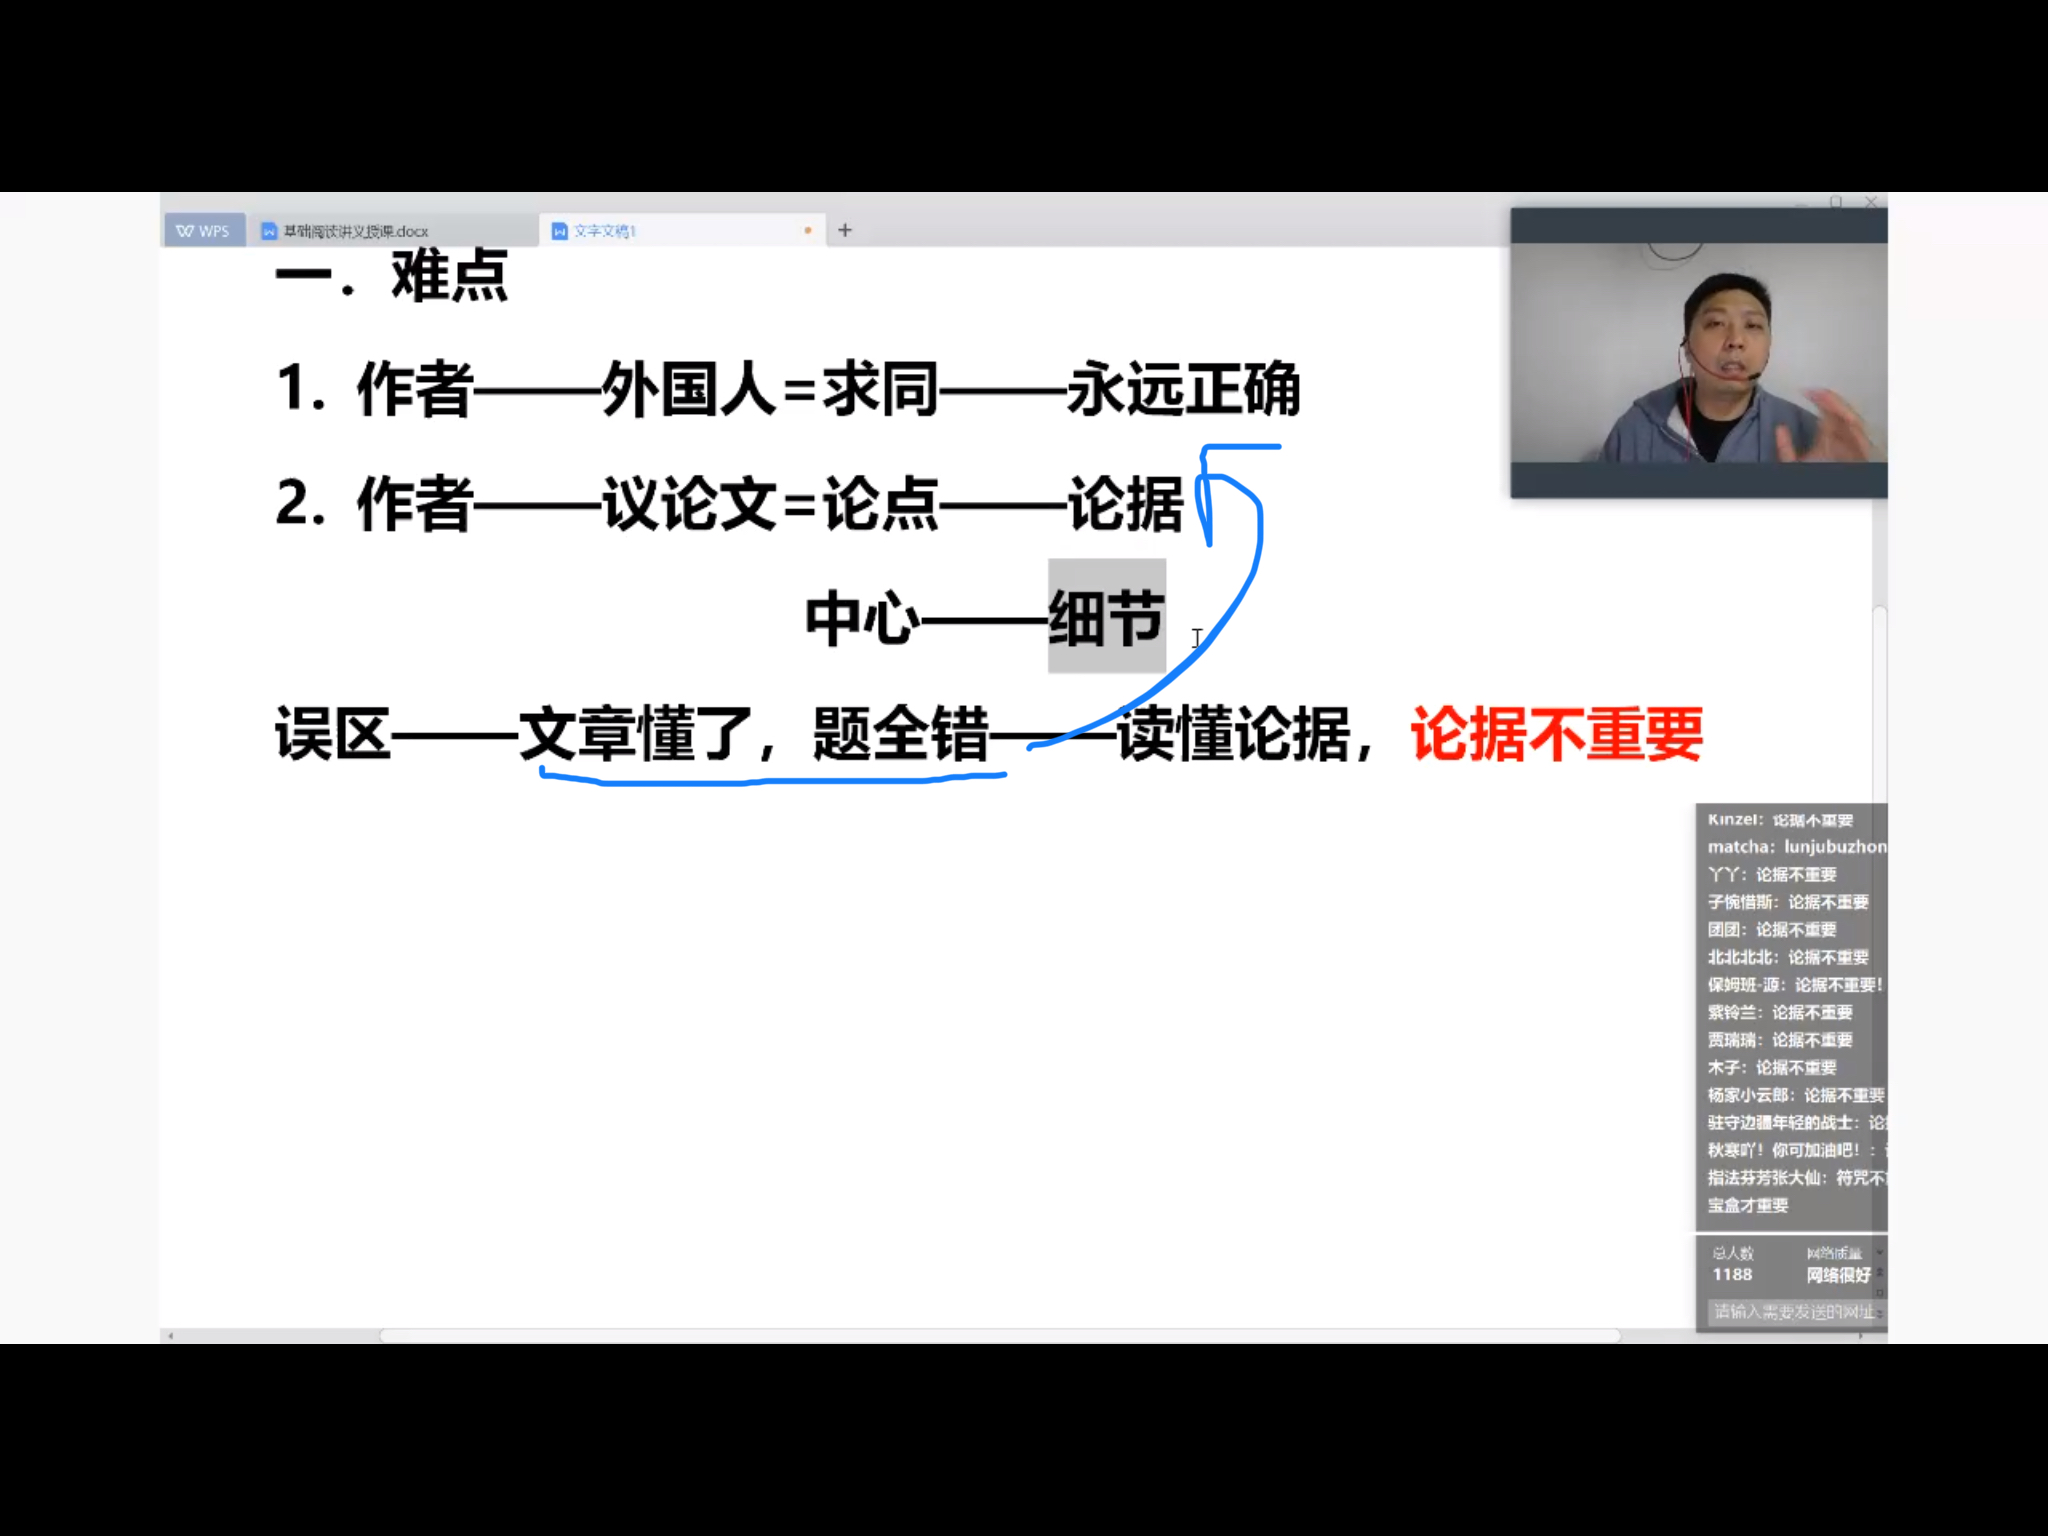 WPS
基础阅读讲义授课.docx
文字文稿1
一. 难点
1. 作者——外国人=求同——永远正确
2. 作者——议论文=论点——论据
中心——细节
误区——文章懂了，题全错——读懂论据，论据不重要
Kinzel：论据不重要
matcha：lunjubuzhon
丫丫：论据不重要
子惋惜斯：论据不重要
团团：论据不重要
北北北北：论据不重要
保姆班-源：论据不重要！
紫铃兰：论据不重要
贾瑞瑞：论据不重要
木子：论据不重要
杨家小云郎：论据不重要
驻守边疆年轻的战士：论
秋寒吖！你可加油吧！：
指法芬芳张大仙：符咒不
宝盒才重要
总人数 网络质量
1188 网络很好
请输入需要发送的网址